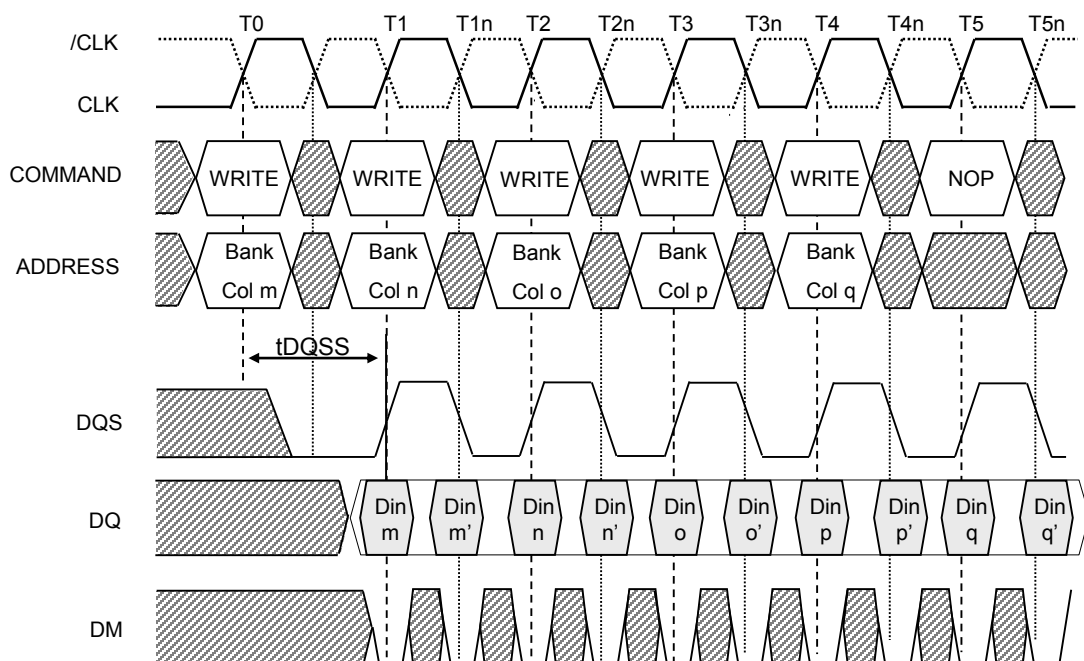 T0 T1 T1n T2 T2n T3 T3n T4 T4n T5 T5n
/CLK
CLK
COMMAND WRITE WRITE WRITE WRITE WRITE NOP
ADDRESS
Bank Bank Bank Bank Bank
Col m Col n Col o Col p Col q
tDQSS
DQS
DQ
Din Din Din Din Din Din Din Din Din Din
m m’ n n’ o o’ p p’ q q’
DM